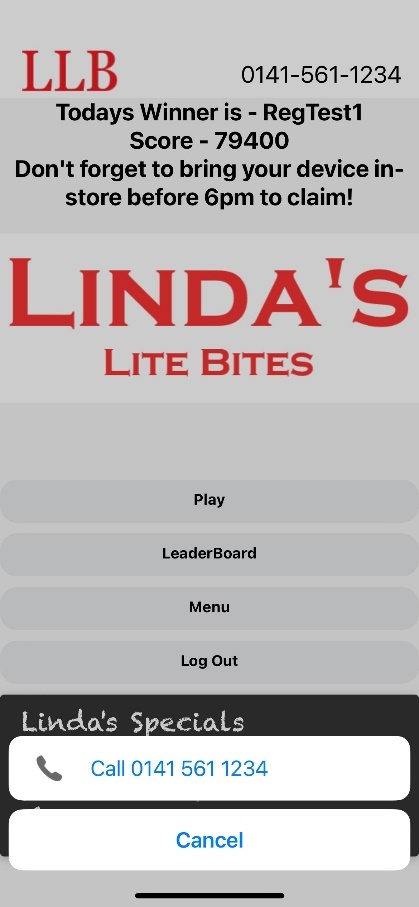 LLB
0141-561-1234
Todays Winner is - RegTest1
Score - 79400
Don't forget to bring your device in-
store before 6pm to claim!
LINDA'S
LITE BITES
Play
LeaderBoard
Menu
Log Out
Linda's Specials
Call 0141 561 1234
Cancel